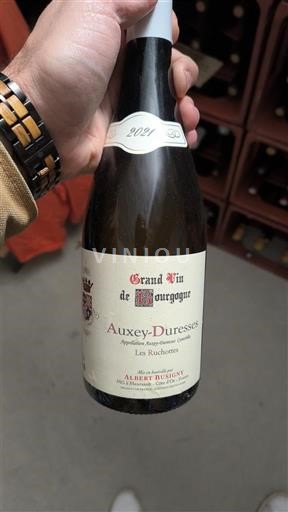 2021
VINIOU
Grand Vin
de Bourgogne
Auxey-Duresses
Appellation Auxey-Duresses Contrôlée
Les Ruchottes
Mis en bouteille par
ALBERT BUSIGNY